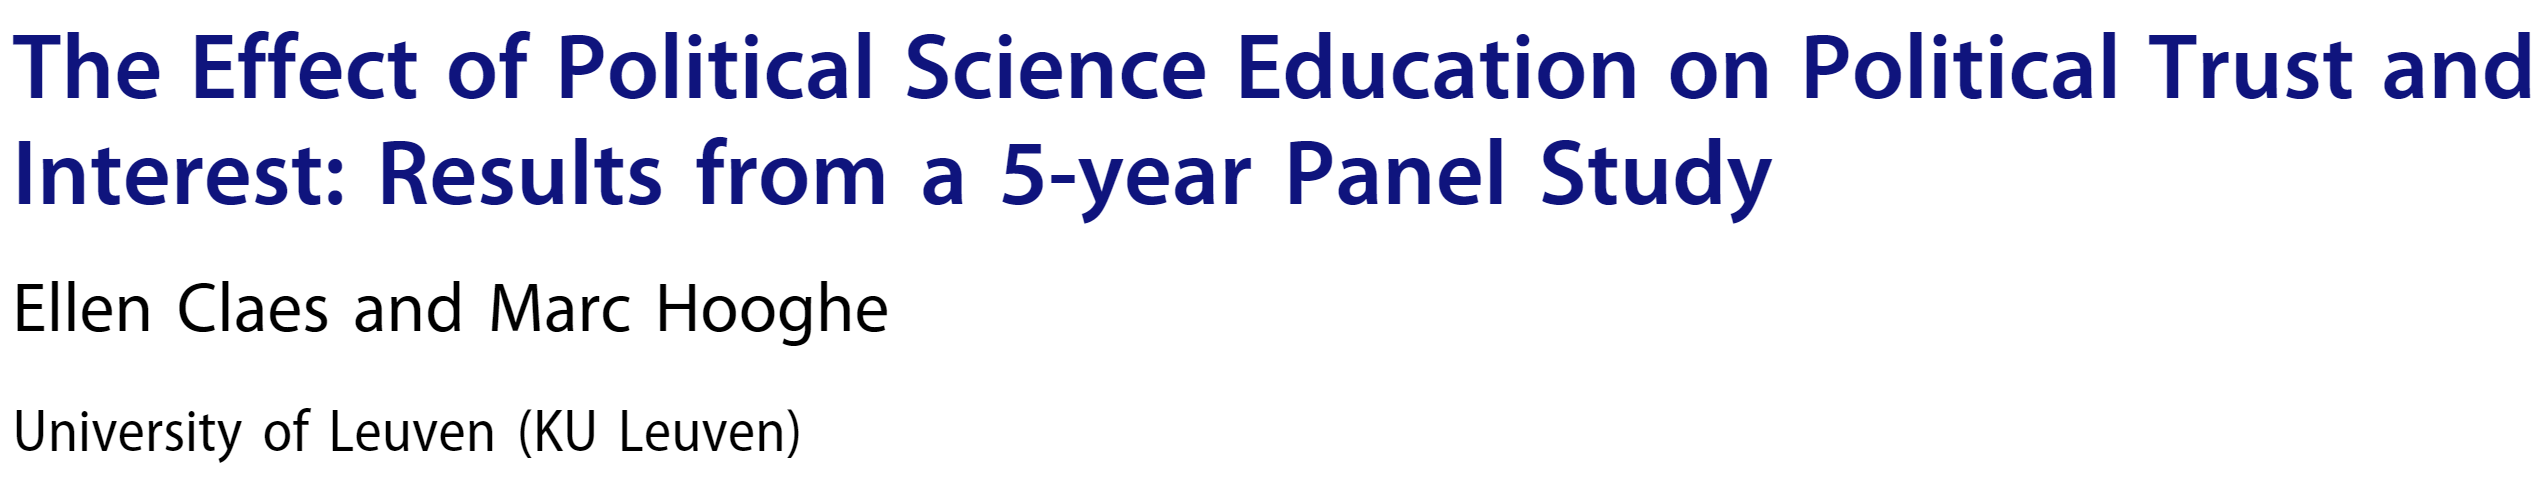 The Effect of Political Science Education on Political Trust and
Interest: Results from a 5-year Panel Study
Ellen Claes and Marc Hooghe
University of Leuven (KU Leuven)